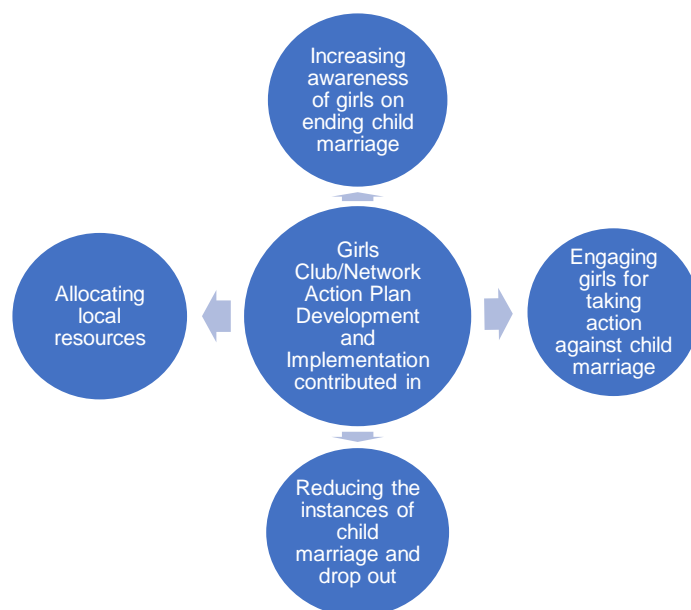 Increasing
awareness
of girls on
ending child
marriage
Allocating
local
resources
Girls
Club/Network
Action Plan
Development
and
Implementation
contributed in
Engaging
girls for
taking
action
against child
marriage
Reducing the
instances of
child
marriage and
drop out